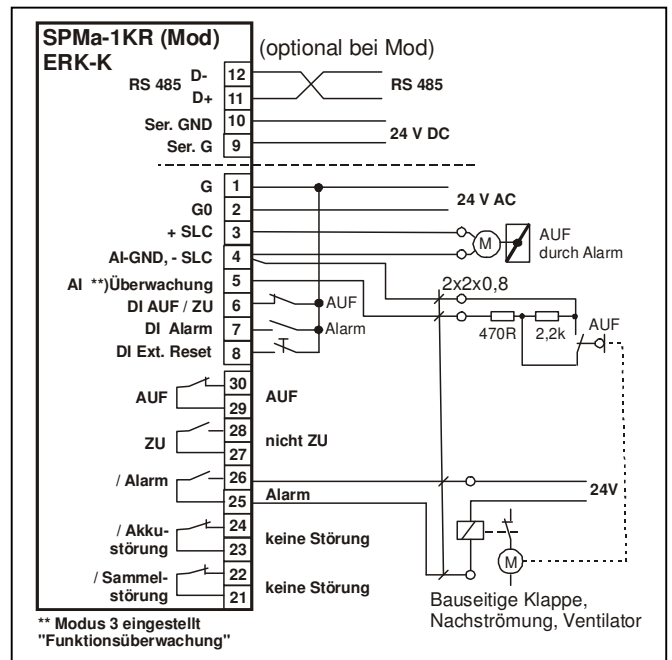 SPMa-1KR (Mod)
ERK-K
(optional bei Mod)
RS 485 D- 12 RS 485
D+ 11
Ser. GND 10 24 V DC
Ser. G 9
G 1
G0 2 24 V AC
+ SLC 3 M AUF
AI-GND, - SLC 4 durch Alarm
AI **)Überwachung 5 2x2x0,8
DI AUF / ZU 6 AUF
DI Alarm 7 Alarm 470R 2,2k AUF
DI Ext. Reset 8
AUF 30 AUF
29
ZU 28 nicht ZU
27
/ Alarm 26 24V
25 Alarm
/ Akku- 24 keine Störung
störung 23
/ Sammel- 22 keine Störung
störung 21
M
Bauseitige Klappe,
Nachströmung, Ventilator
** Modus 3 eingestellt
"Funktionsüberwachung"